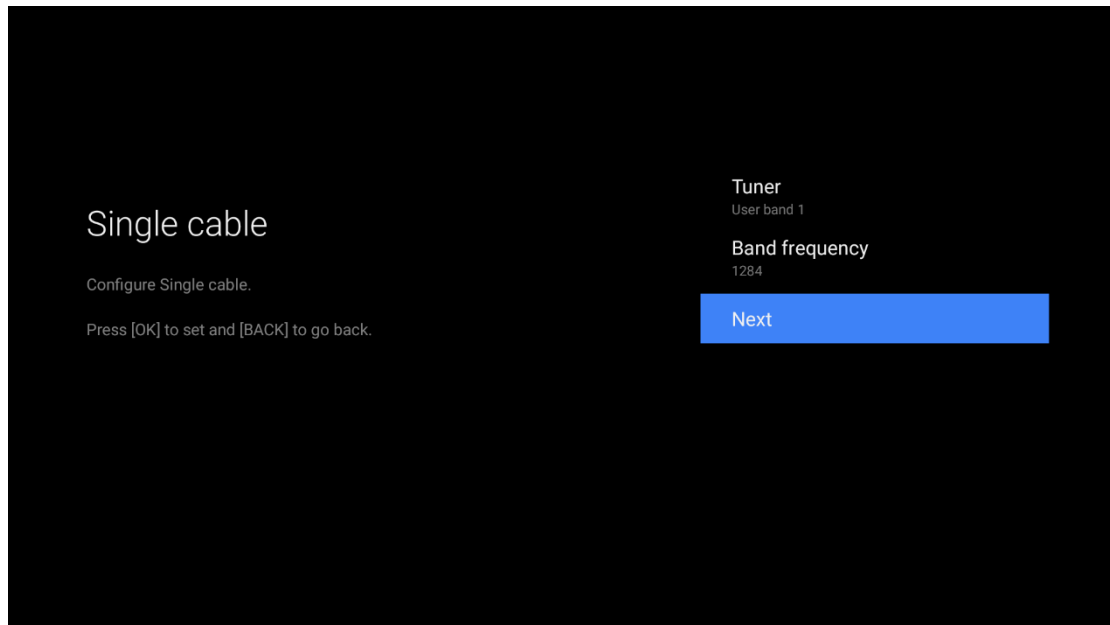 Single cable
Configure Single cable.
Press [OK] to set and [BACK] to go back.
Tuner
User band 1
Band frequency
1284
Next